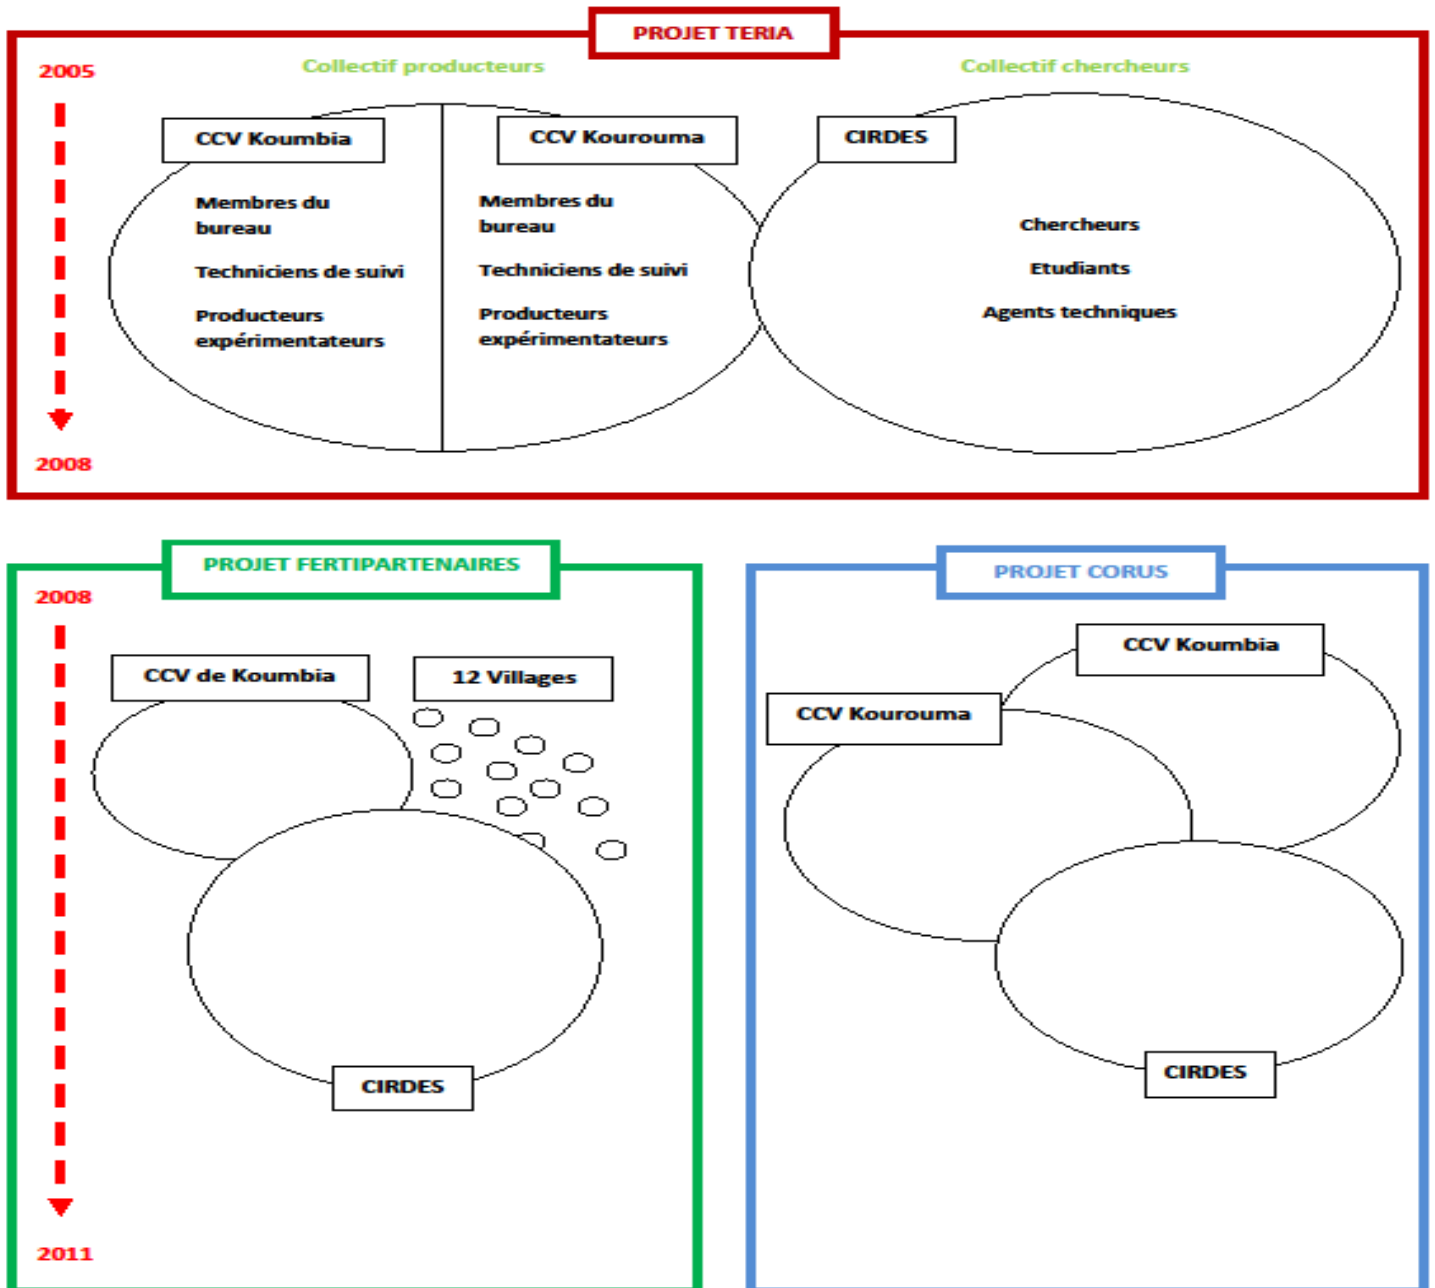 PROJET TERIA
2005
Collectif producteurs
Collectif chercheurs
CCV Koumbia
CCV Kourouma
CIRDES
Membres du
bureau
Techniciens de suivi
Producteurs
expérimentateurs
Membres du
bureau
Techniciens de suivi
Producteurs
expérimentateurs
Chercheurs
Etudiants
Agents techniques
2008
PROJET FERTIPARTENAIRES
2008
CCV de Koumbia
12 Villages
CIRDES
2011
PROJET CORUS
CCV Koumbia
CCV Kourouma
CIRDES